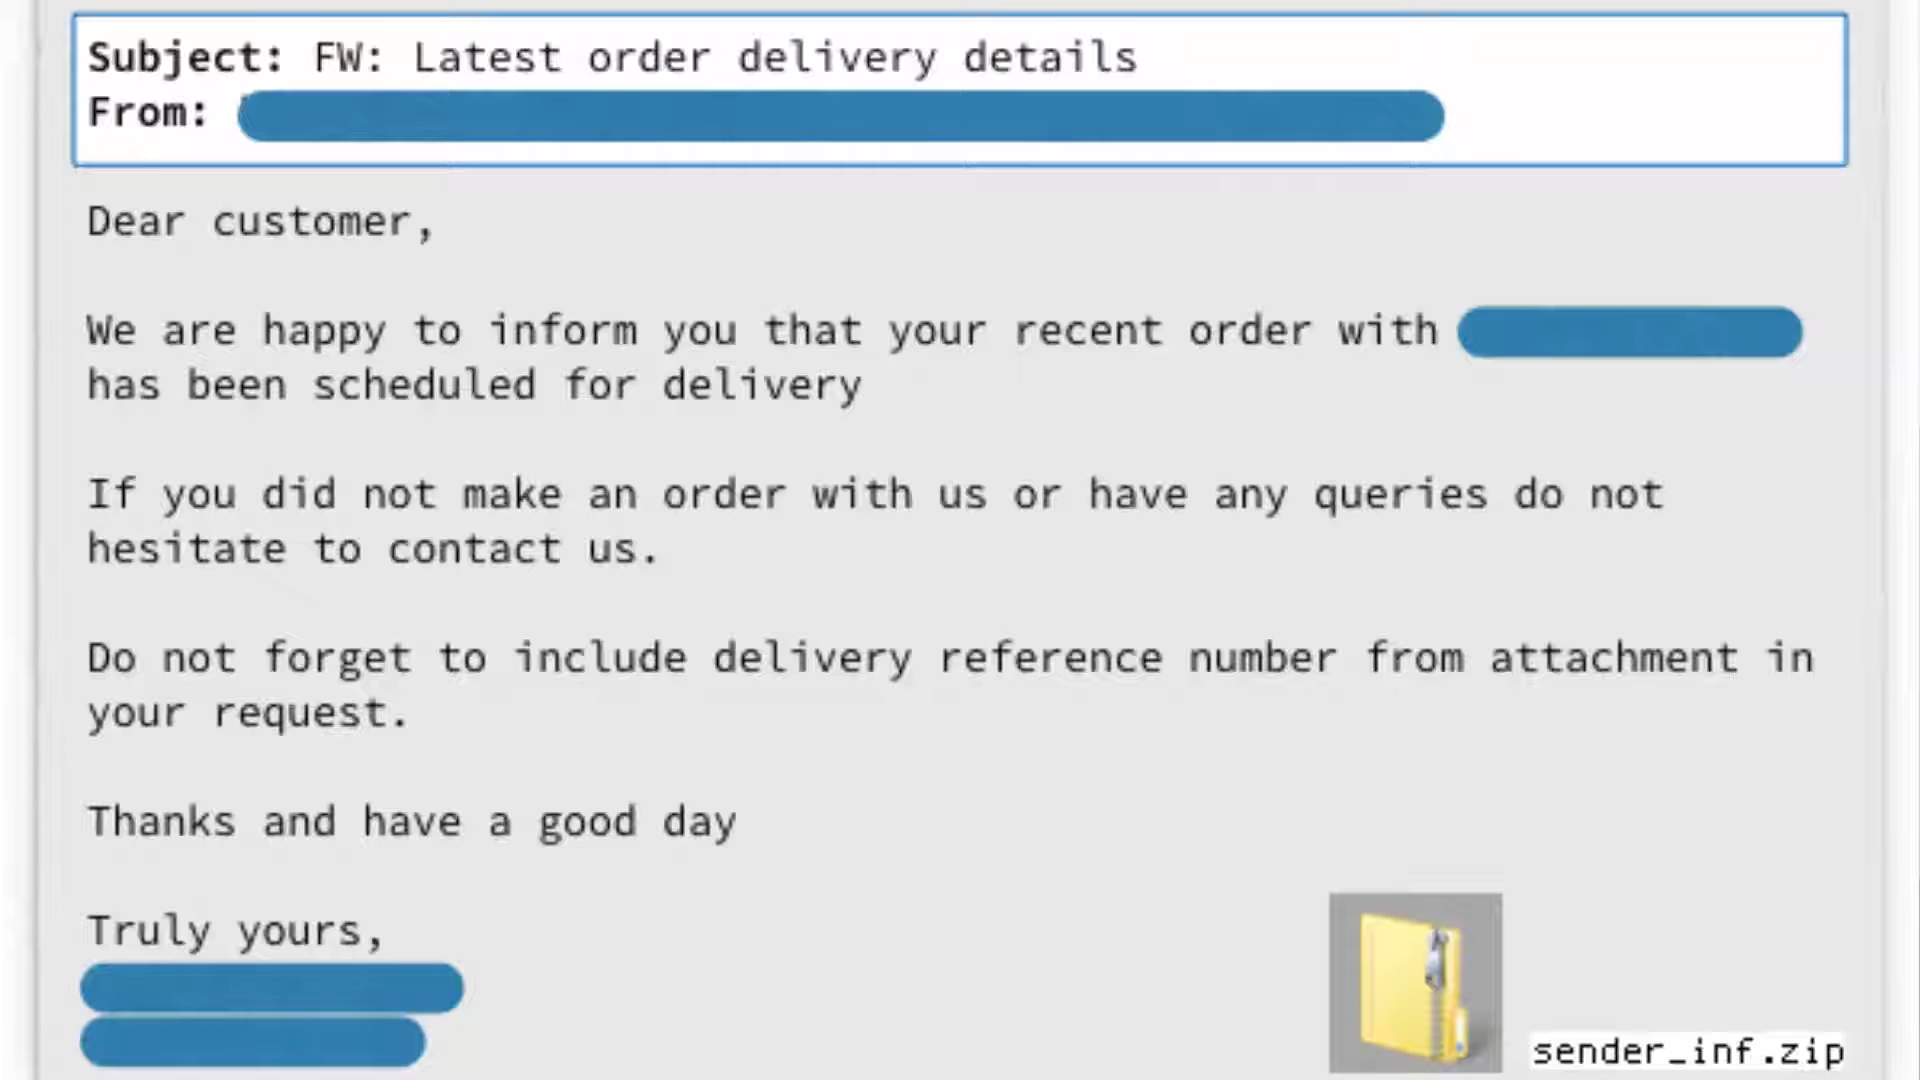 Subject: FW: Latest order delivery details
From:
Dear customer,
We are happy to inform you that your recent order with
has been scheduled for delivery
If you did not make an order with us or have any queries do not
hesitate to contact us.
Do not forget to include delivery reference number from attachment in
your request.
Thanks and have a good day
Truly yours,
sender_inf.zip